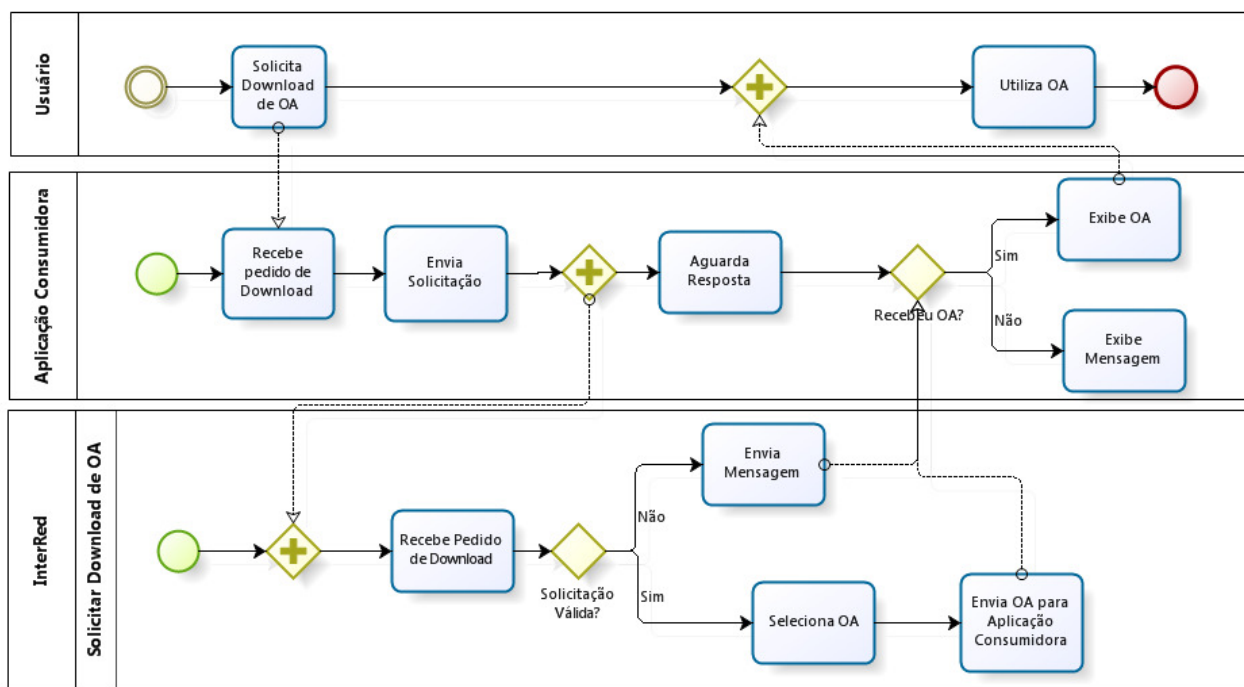 Usuário
Solicita
Download
de OA
Utiliza OA
Aplicação Consumidora
Recebe
pedido de
Download
Envia
Solicitação
Aguarda
Resposta
Recebeu OA?
Sim
Não
Exibe OA
Exibe
Mensagem
InterRed
Solicitar Download de OA
Recebe Pedido
de Download
Solicitação
Válida?
Não
Sim
Envia
Mensagem
Seleciona OA
Envia OA para
Aplicação
Consumidora